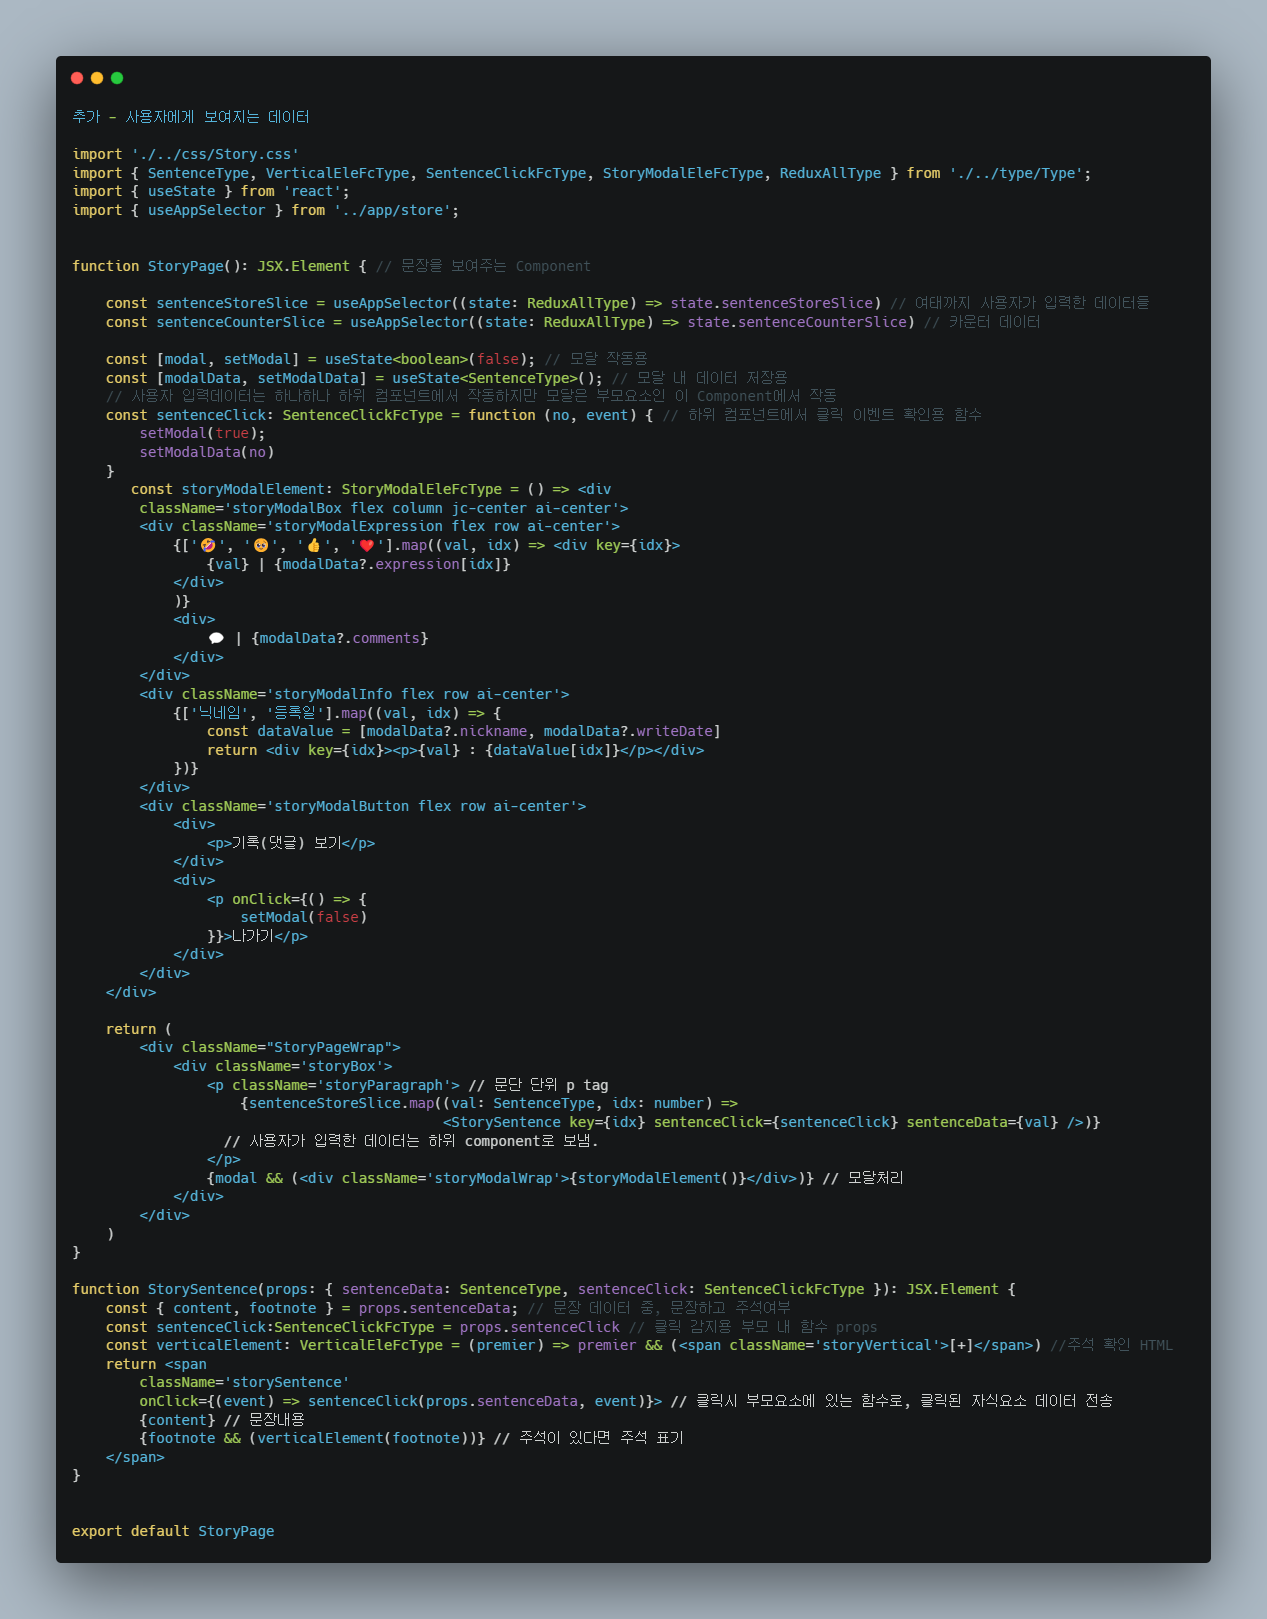 추가 - 사용자에게 보여지는 데이터
import './../css/Story.css'
import { SentenceType, VerticalEleFcType, SentenceClickFcType, StoryModalEleFcType, ReduxAllType } from './../type/Type';
import { useState } from 'react';
import { useAppSelector } from '../app/store';
function StoryPage(): JSX.Element { // 문장을 보여주는 Component
const sentenceStoreSlice = useAppSelector((state: ReduxAllType) => state.sentenceStoreSlice) // 여태까지 사용자가 입력한 데이터들
const sentenceCounterSlice = useAppSelector((state: ReduxAllType) => state.sentenceCounterSlice) // 카운터 데이터
const [modal, setModal] = useState<boolean>(false); // 모달 작동용
const [modalData, setModalData] = useState<SentenceType>(); // 모달 내 데이터 저장용
// 사용자 입력데이터는 하나하나 하위 컴포넌트에서 작동하지만 모달은 부모요소인 이 Component에서 작동
const sentenceClick: SentenceClickFcType = function (no, event) { // 하위 컴포넌트에서 클릭 이벤트 확인용 함수
setModal(true);
setModalData(no)
}
const storyModalElement: StoryModalEleFcType = () => <div
className='storyModalBox flex column jc-center ai-center'>
<div className='storyModalExpression flex row ai-center'>
{['🤣', '🥺', '👍', '❤️'].map((val, idx) => <div key={idx}>
{val} | {modalData?.expression[idx]}
</div>
)}
<div>
💬 | {modalData?.comments}
</div>
</div>
<div className='storyModalInfo flex row ai-center'>
{['닉네임', '등록일'].map((val, idx) => {
const dataValue = [modalData?.nickname, modalData?.writeDate]
return <div key={idx}><p>{val} : {dataValue[idx]}</p></div>
})}
</div>
<div className='storyModalButton flex row ai-center'>
<div>
<p>기록(댓글) 보기</p>
</div>
<div>
<p onClick={() => {
setModal(false)
}}>나가기</p>
</div>
</div>
</div>
return (
<div className="StoryPageWrap">
<div className='storyBox'>
<p className='storyParagraph'> // 문단 단위 p tag
{sentenceStoreSlice.map((val: SentenceType, idx: number) =>
<StorySentence key={idx} sentenceClick={sentenceClick} sentenceData={val} />)}
// 사용자가 입력한 데이터는 하위 component로 보냄.
</p>
{modal && (<div className='storyModalWrap'>{storyModalElement()}</div>)} // 모달처리
</div>
</div>
)
}
function StorySentence(props: { sentenceData: SentenceType, sentenceClick: SentenceClickFcType }): JSX.Element {
const { content, footnote } = props.sentenceData; // 문장 데이터 중, 문장하고 주석여부
const sentenceClick:SentenceClickFcType = props.sentenceClick // 클릭 감지용 부모 내 함수 props
const verticalElement: VerticalEleFcType = (premier) => premier && (<span className='storyVertical'>[+]</span>) //주석 확인 HTML
return <span
className='storySentence'
onClick={(event) => sentenceClick(props.sentenceData, event)}> // 클릭시 부모요소에 있는 함수로, 클릭된 자식요소 데이터 전송
{content} // 문장내용
{footnote && (verticalElement(footnote))} // 주석이 있다면 주석 표기
</span>
}
export default StoryPage